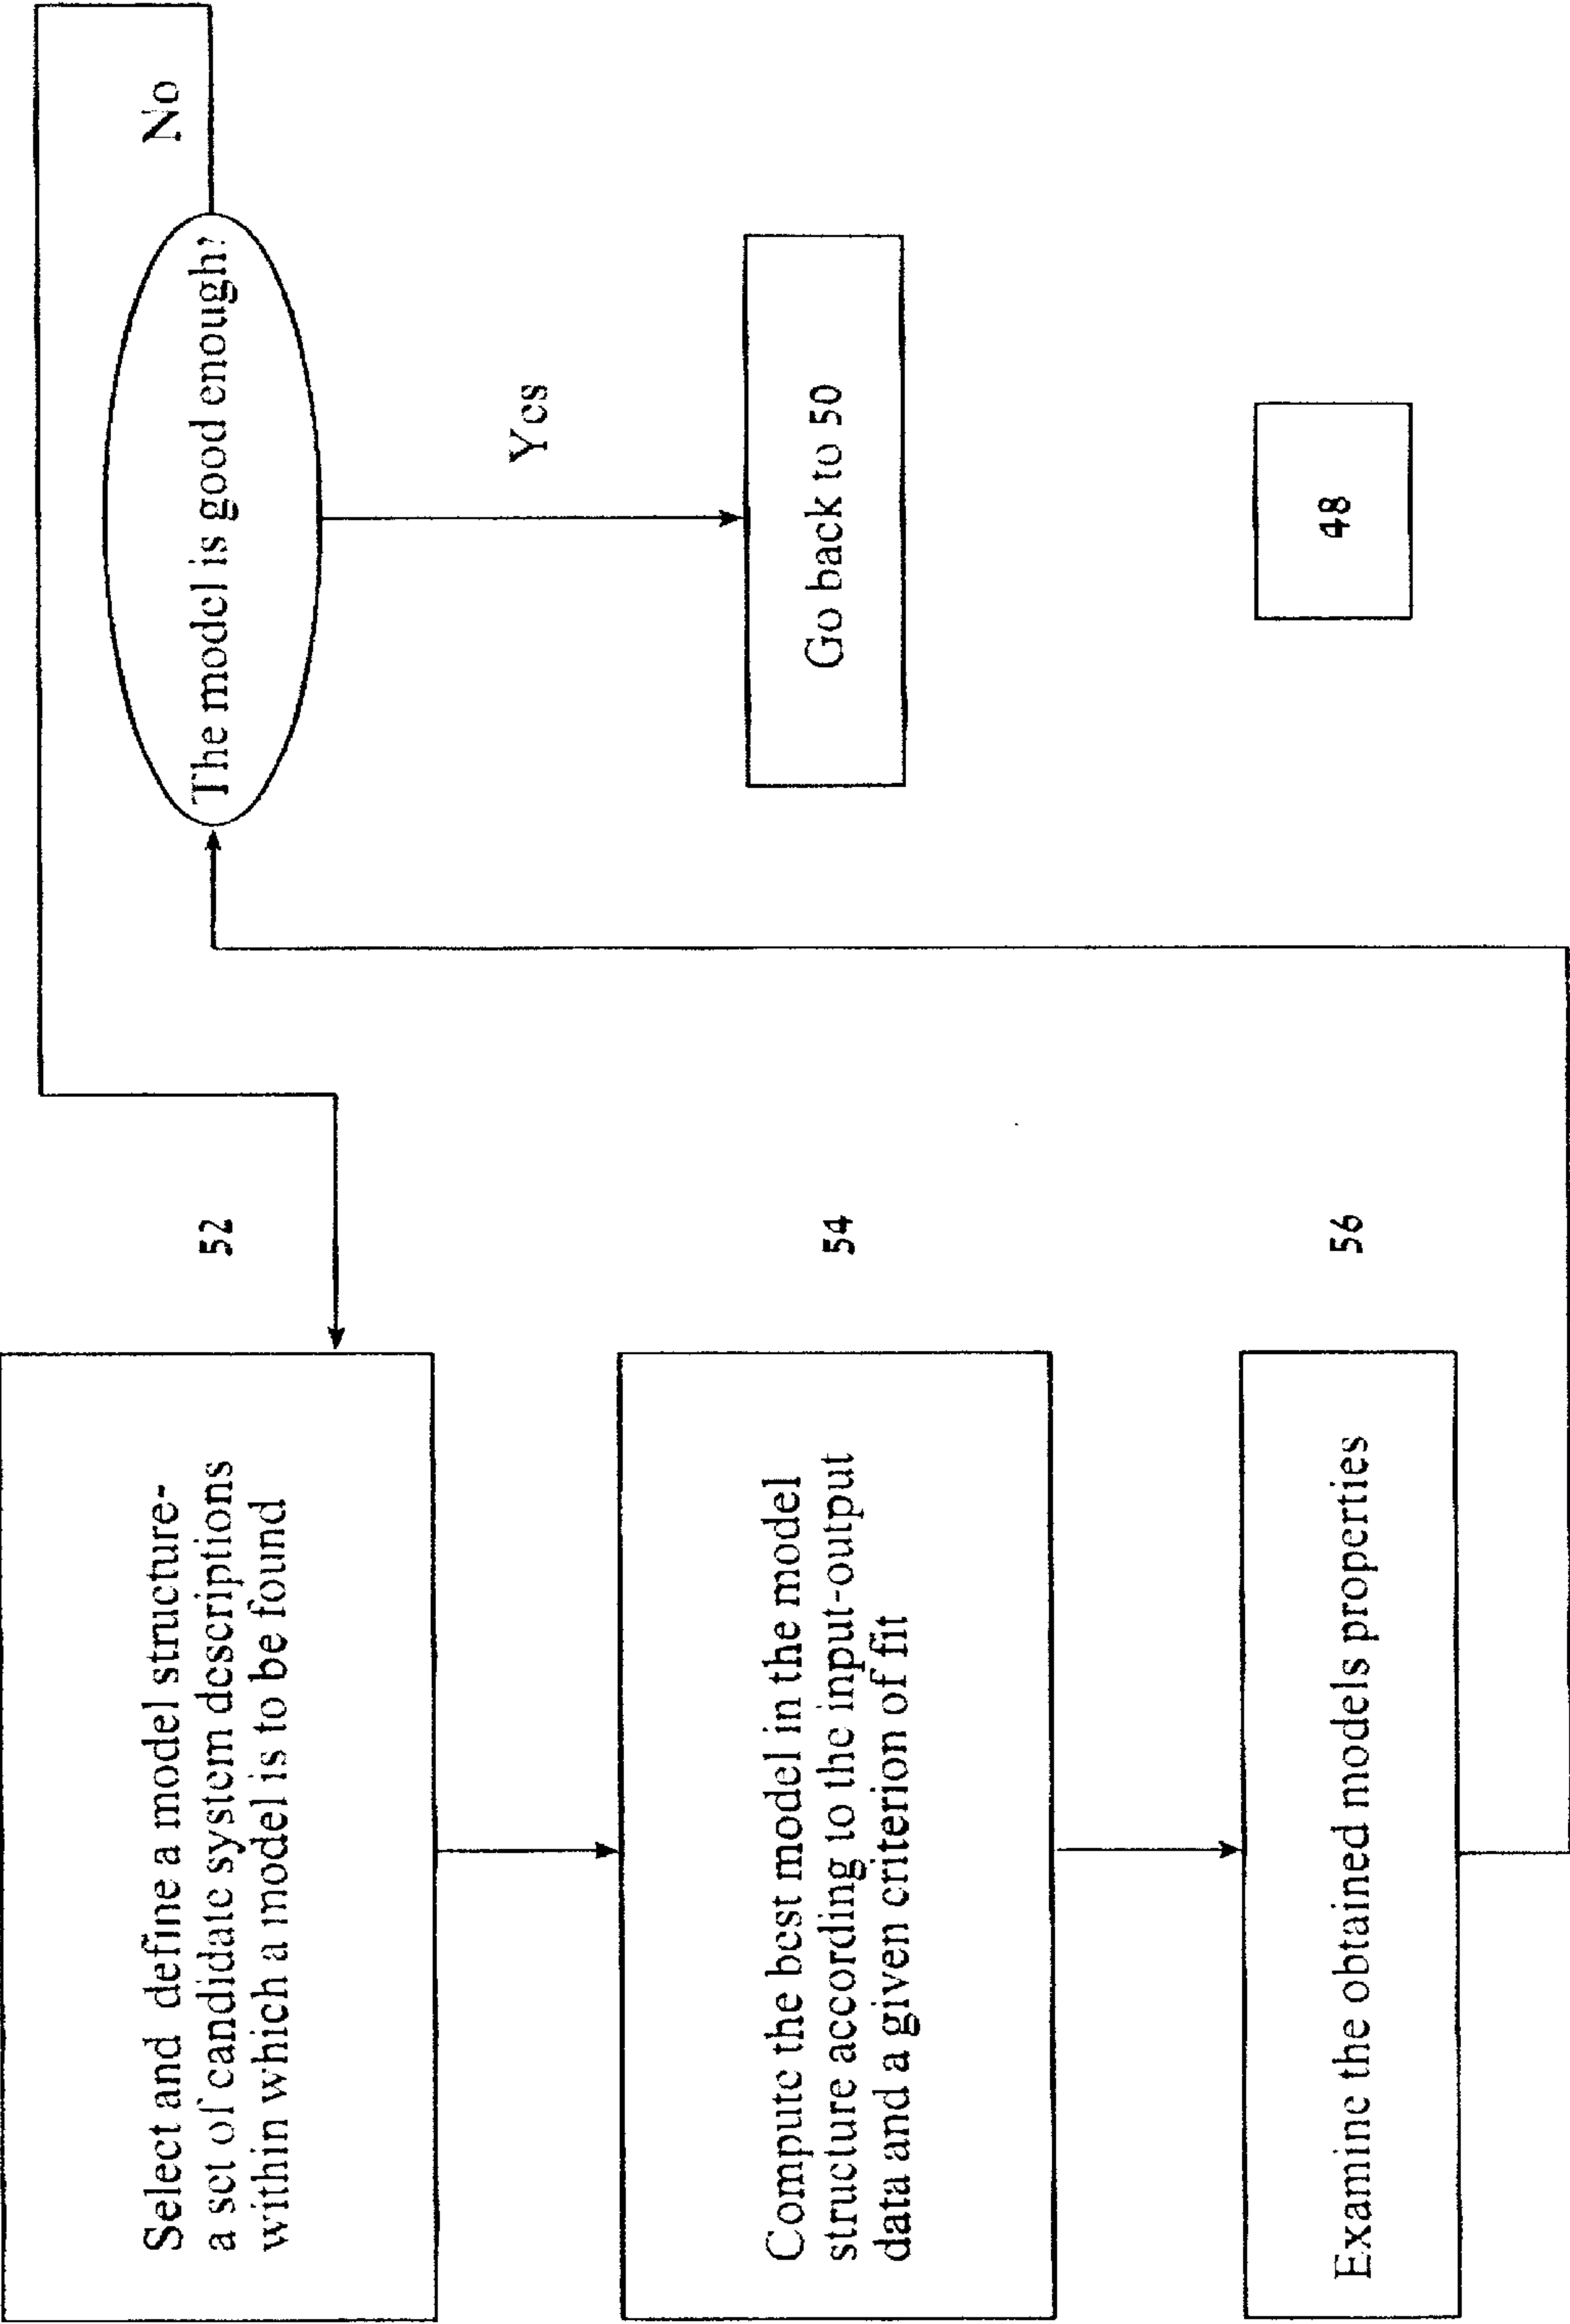 Select and define a model structure-
a set of candidate system descriptions
within which a model is to be found
52
Compute the best model in the model
structure according to the input-output
data and a given criterion of fit
54
Examine the obtained models properties
56
The model is good enough?
No
Yes
Go back to 50
48